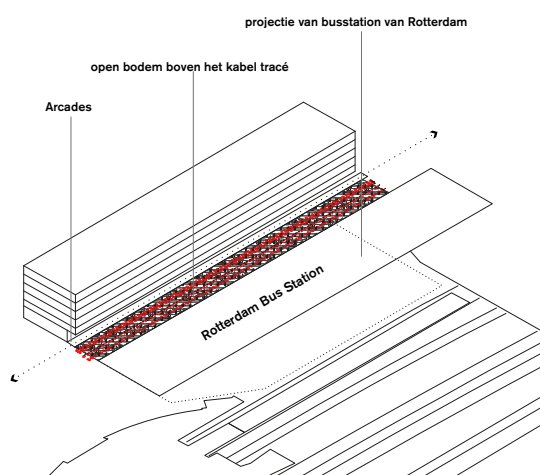 projectie van busstation van Rotterdam
open bodem boven het kabel tracé
Arcades
Rotterdam Bus Station